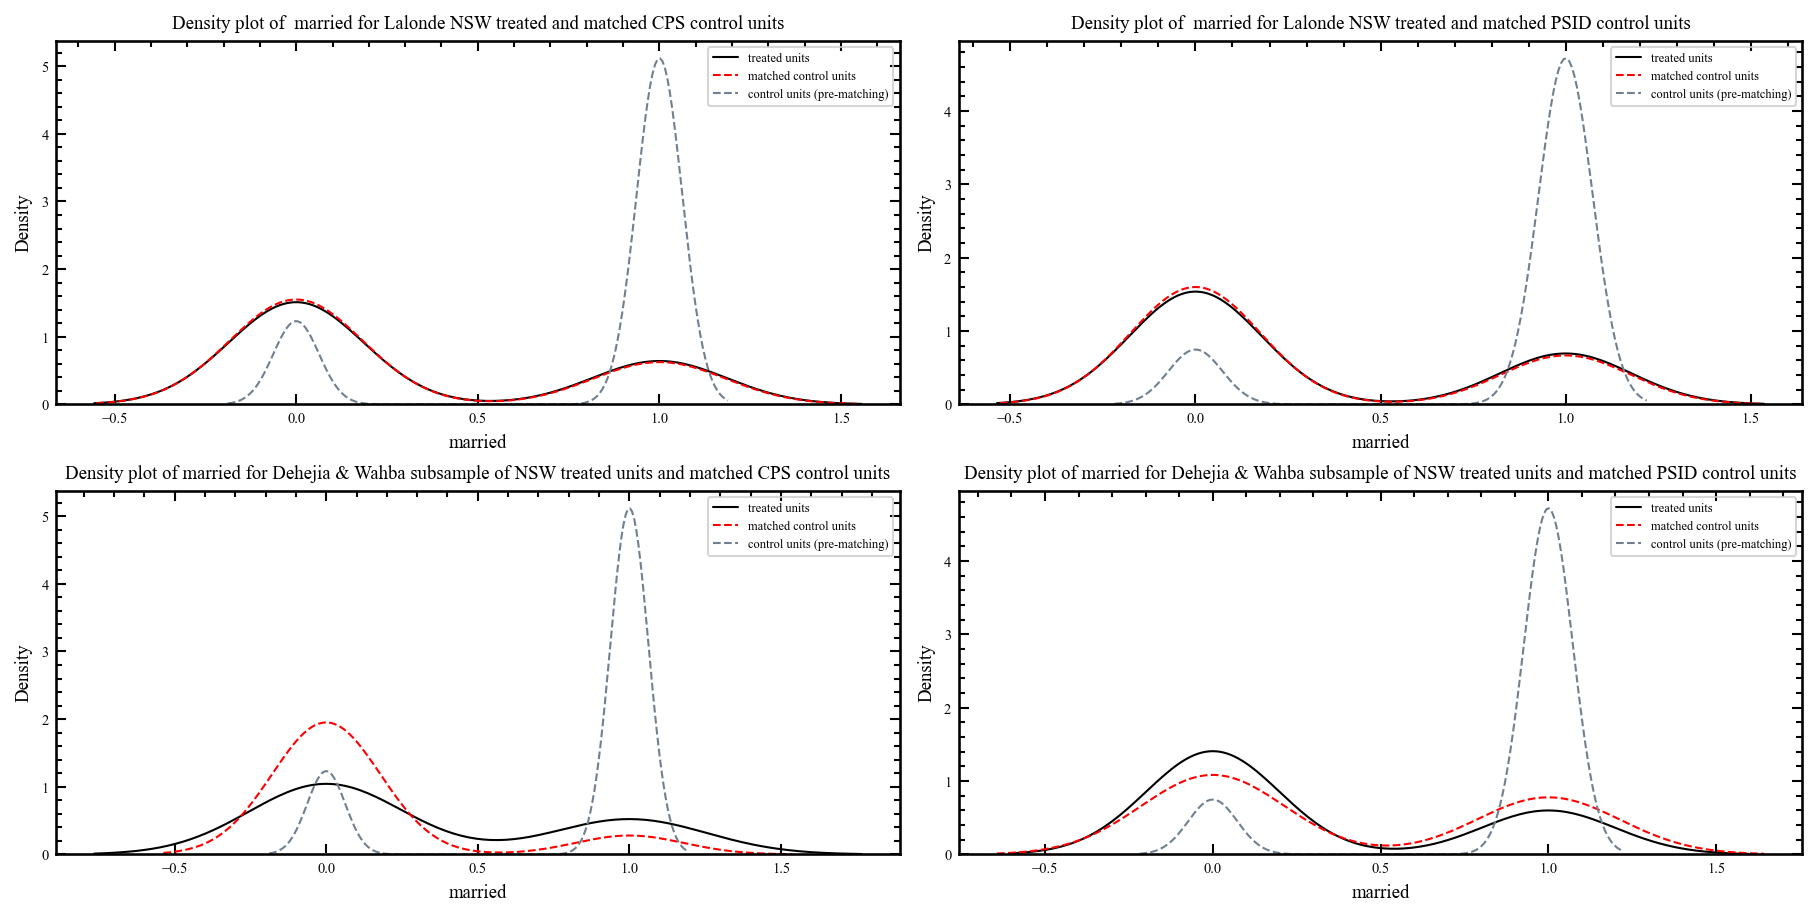 Density plot of  married for Lalonde NSW treated and matched CPS control units
treated units
matched control units
control units (pre-matching)
Density
5
4
3
2
1
0
−0.5
0.0
0.5
1.0
1.5
married
Density plot of  married for Lalonde NSW treated and matched PSID control units
treated units
matched control units
control units (pre-matching)
Density
4
3
2
1
0
−0.5
0.0
0.5
1.0
1.5
married
Density plot of married for Dehejia & Wahba subsample of NSW treated units and matched CPS control units
treated units
matched control units
control units (pre-matching)
Density
5
4
3
2
1
0
−0.5
0.0
0.5
1.0
1.5
married
Density plot of married for Dehejia & Wahba subsample of NSW treated units and matched PSID control units
treated units
matched control units
control units (pre-matching)
Density
4
3
2
1
0
−0.5
0.0
0.5
1.0
1.5
married